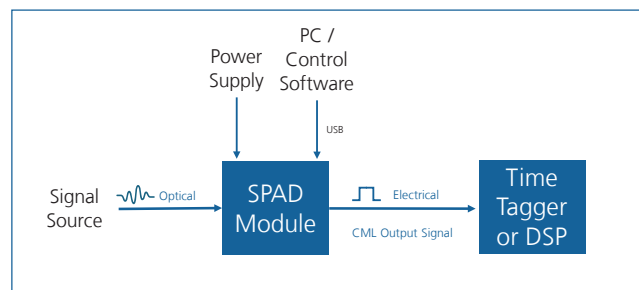 PC /
Power Control
Supply Software
USB
Signal
Source
Optical
SPAD
Module
Electrical
CML Output Signal
Time
Tagger
or DSP